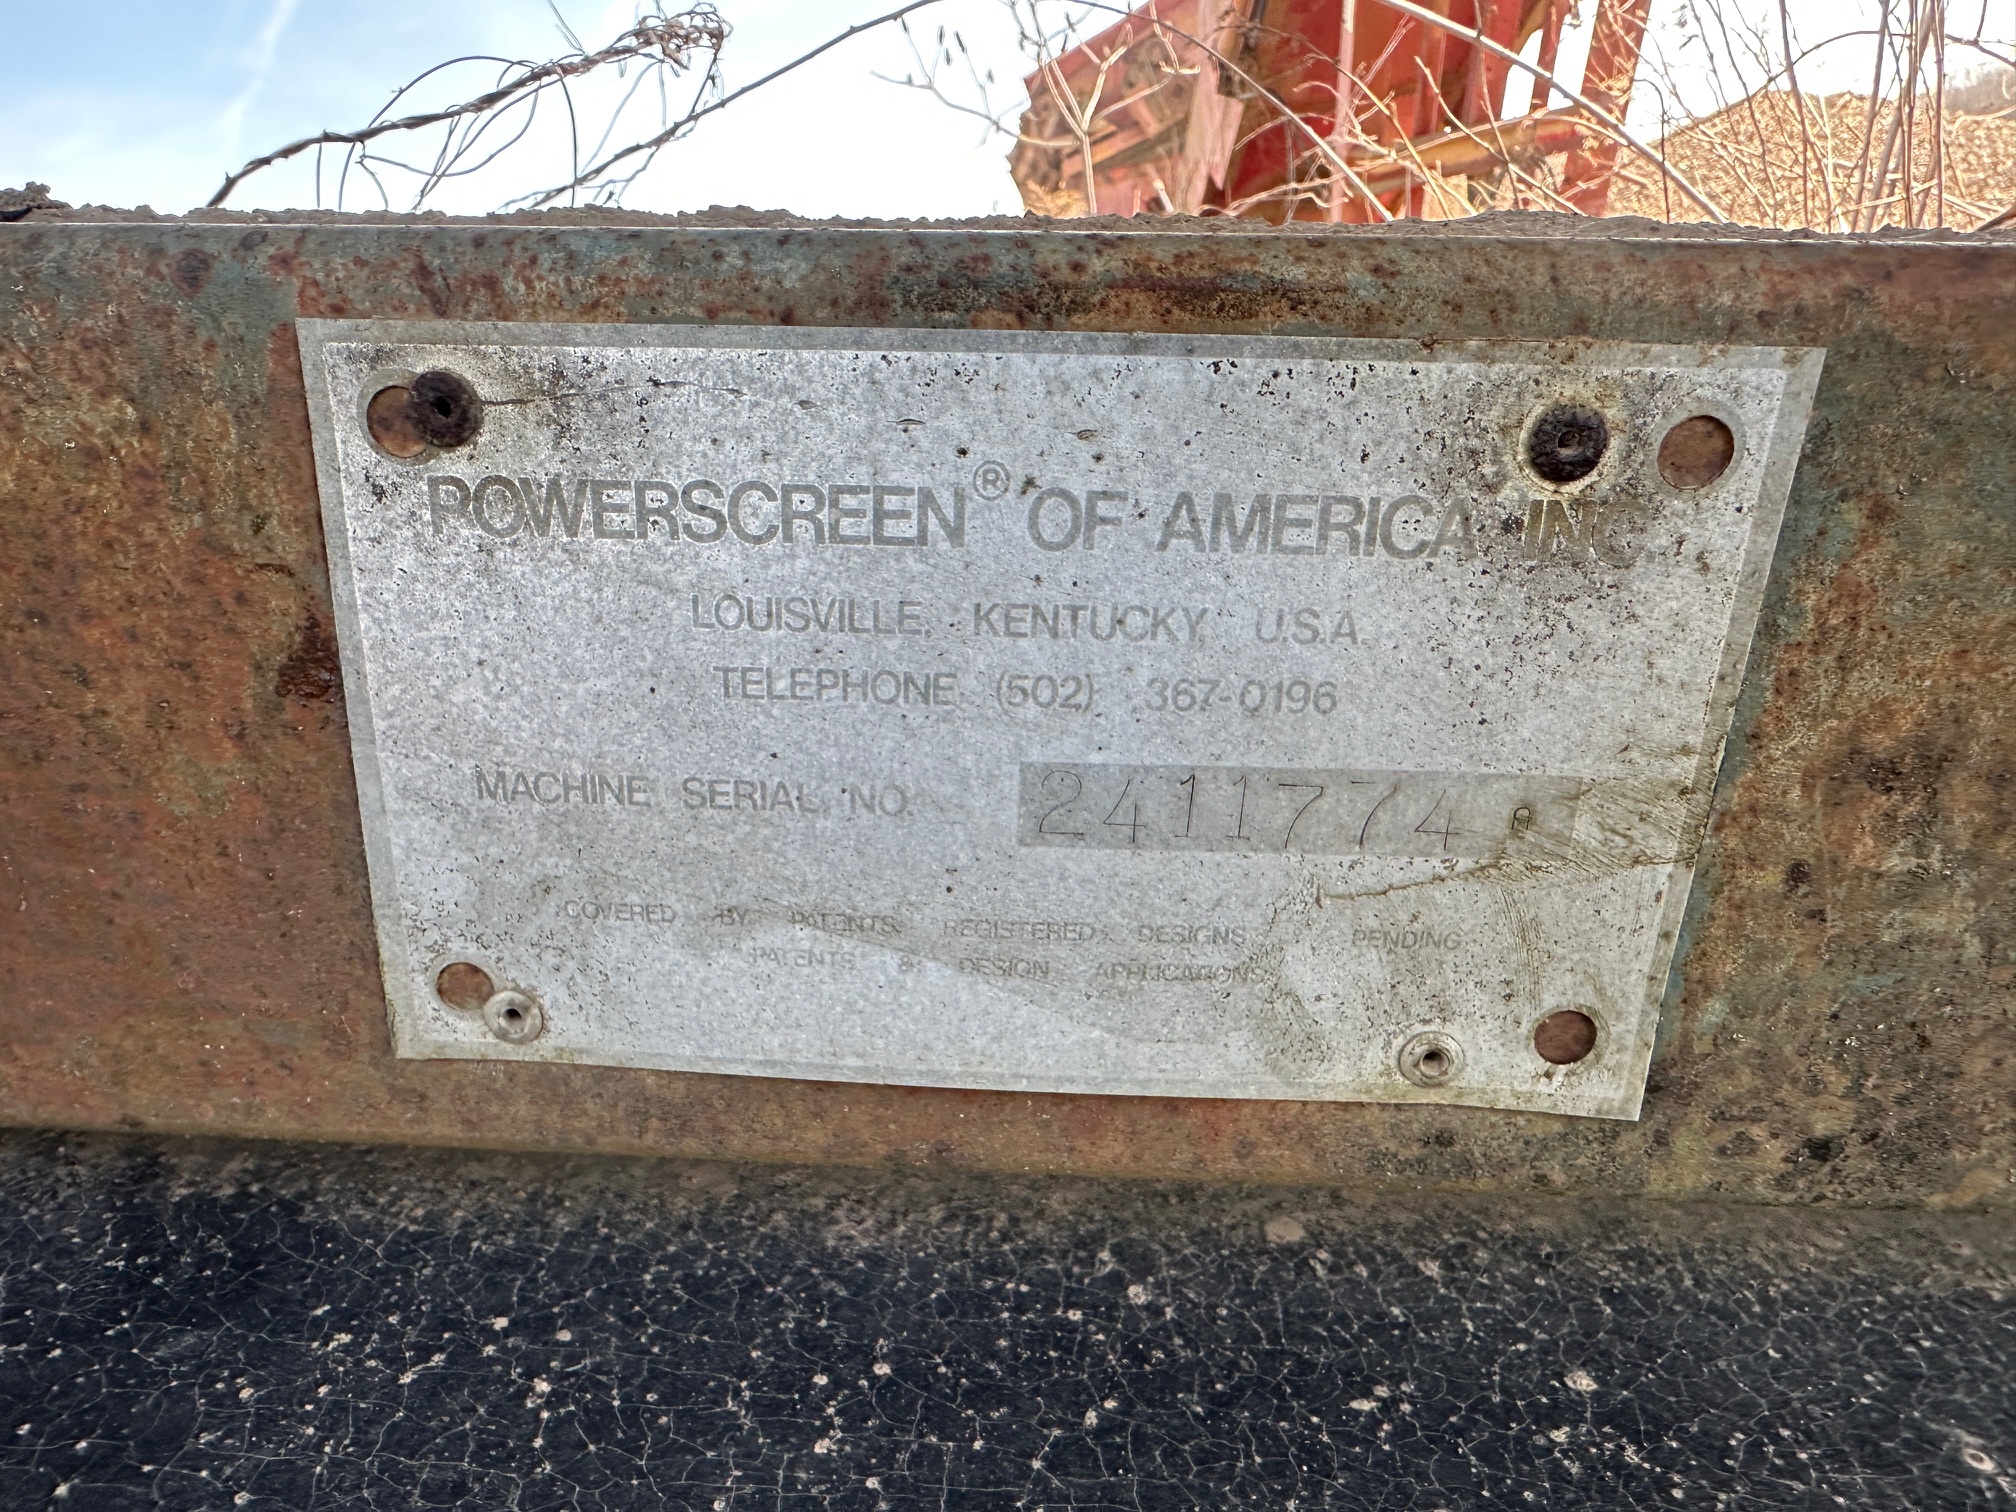 POWERSCREEN® OF AMERICA INC.
LOUISVILLE, KENTUCKY U.S.A.
TELEPHONE (502) 367-0196
MACHINE SERIAL NO. 2411774 A
COVERED BY PATENTS REGISTERED DESIGNS PENDING
PATENTS & DESIGN APPLICATIONS